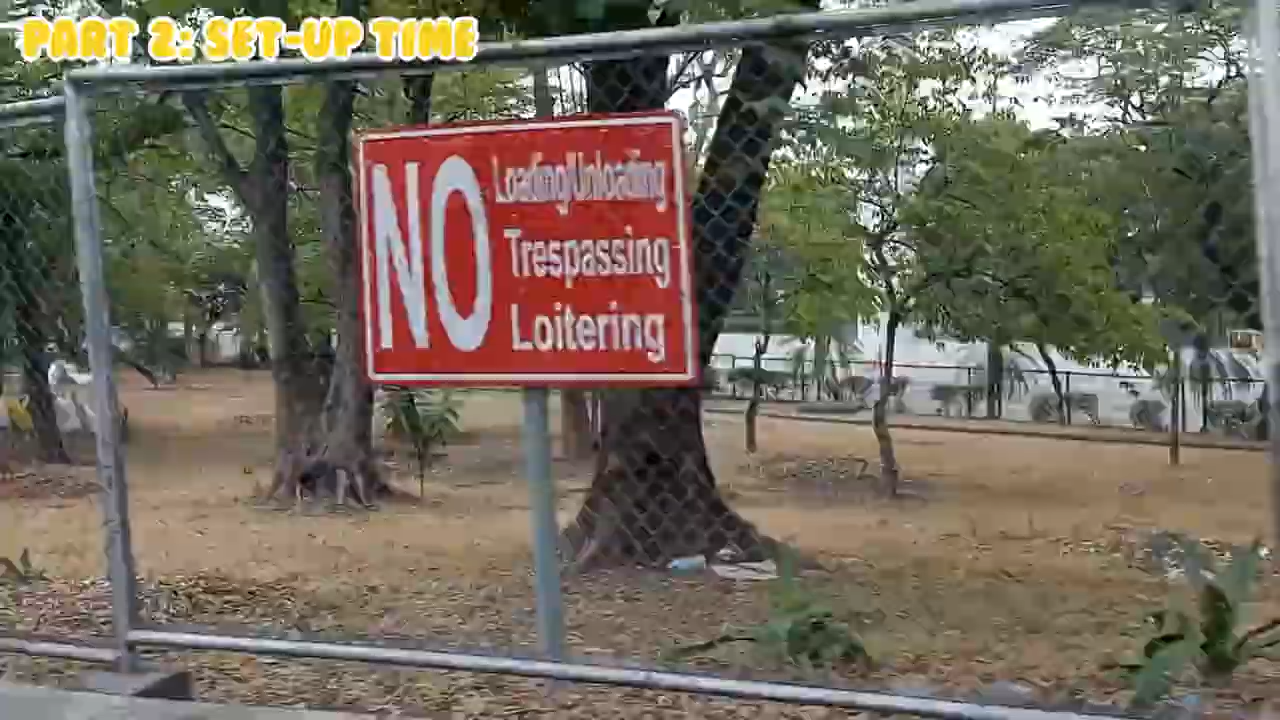 PART 2: SET-UP TIME
NO
Loading/Unloading
Trespassing
Loitering